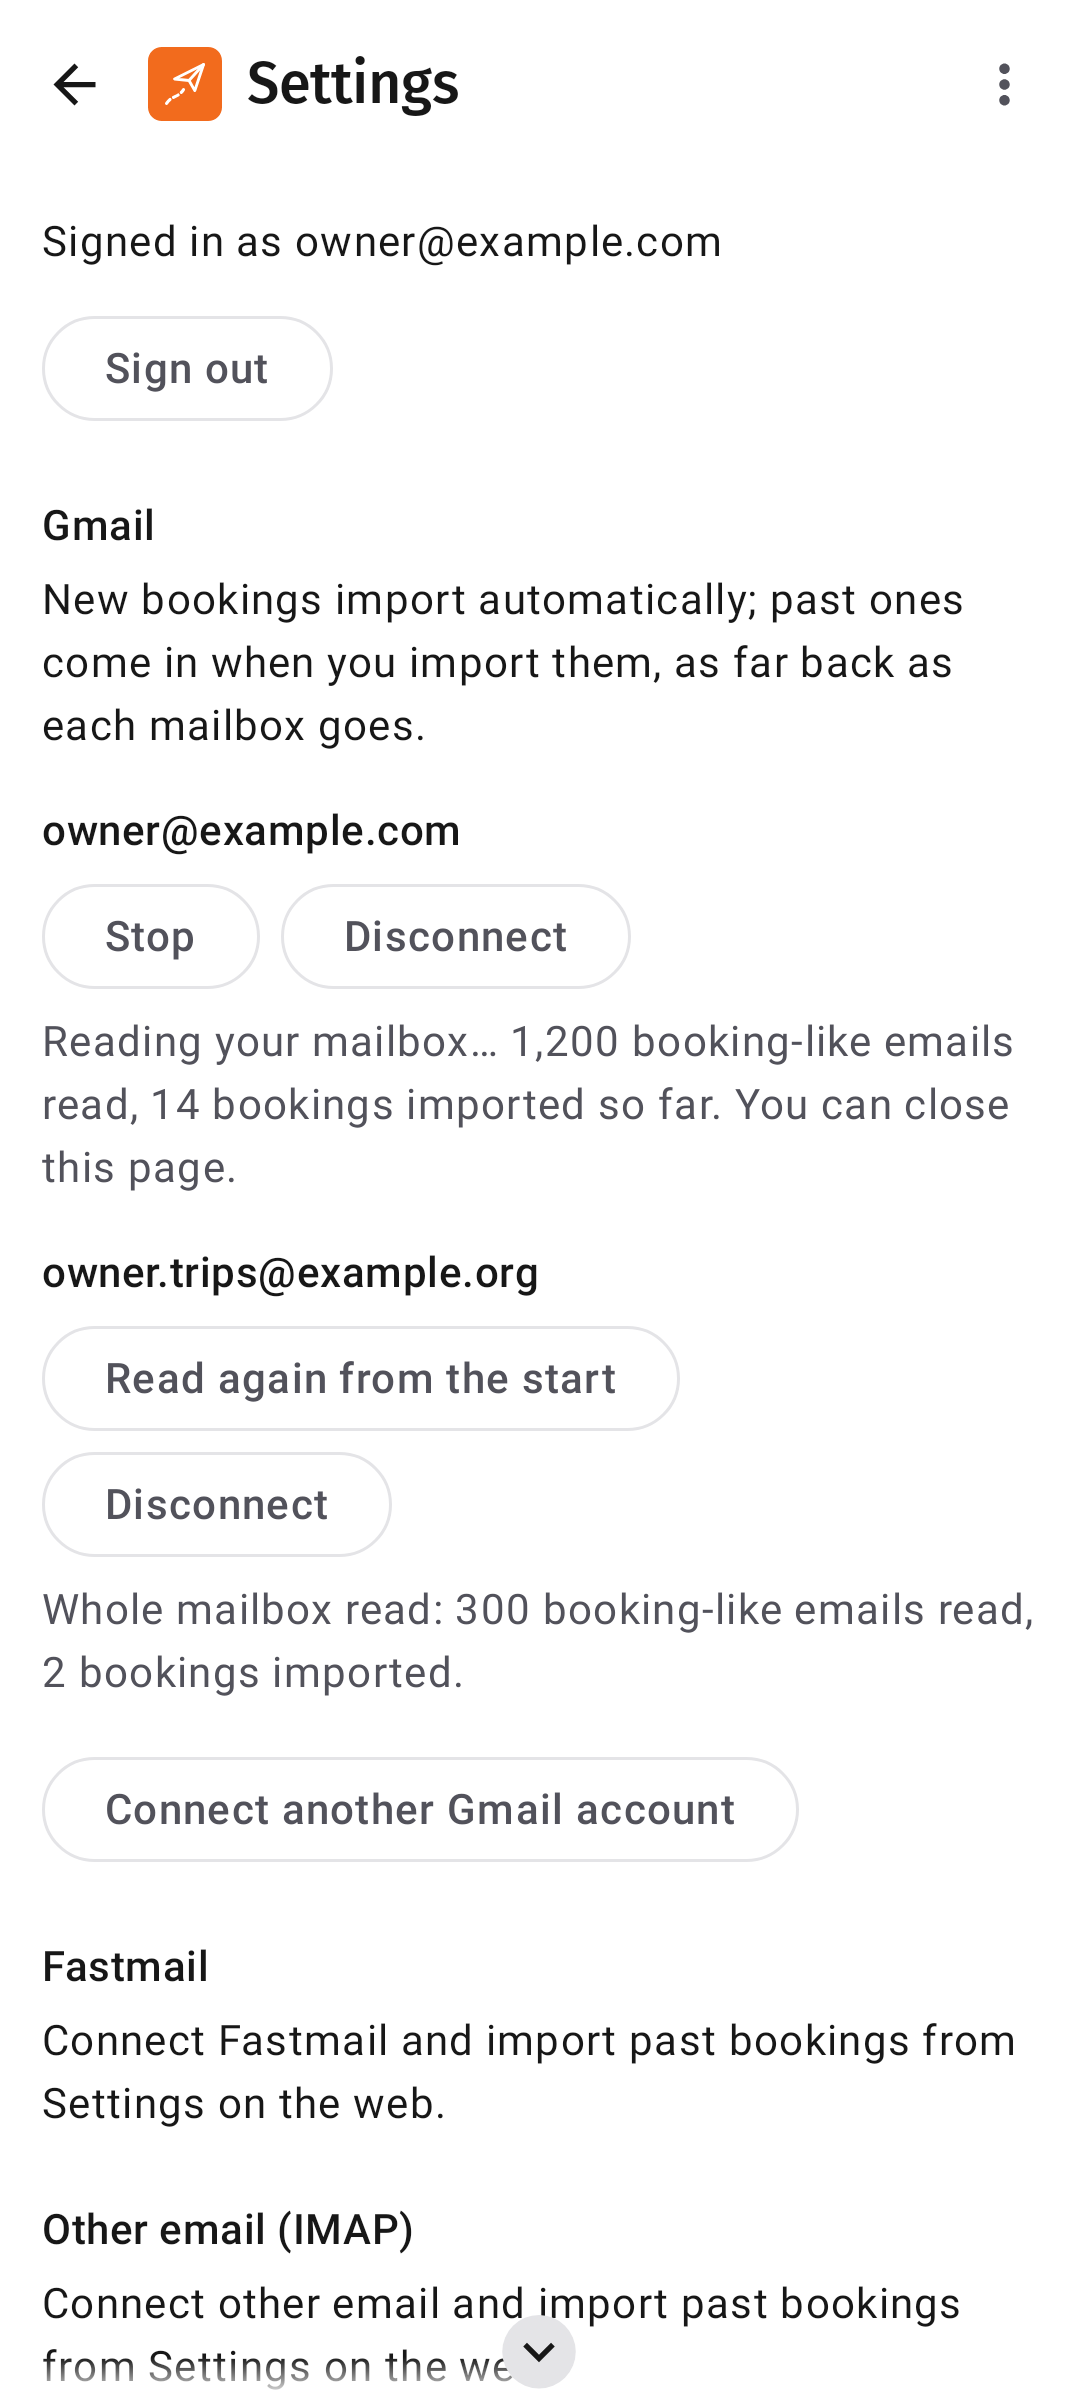 Settings
Signed in as owner@example.com
Sign out
Gmail
New bookings import automatically; past ones
come in when you import them, as far back as
each mailbox goes.
owner@example.com
Stop
Disconnect
Reading your mailbox... 1,200 booking-like emails
read, 14 bookings imported so far. You can close
this page.
owner.trips@example.org
Read again from the start
Disconnect
Whole mailbox read: 300 booking-like emails read,
2 bookings imported.
Connect another Gmail account
Fastmail
Connect Fastmail and import past bookings from
Settings on the web.
Other email (IMAP)
Connect other email and import past bookings
from Settings on the